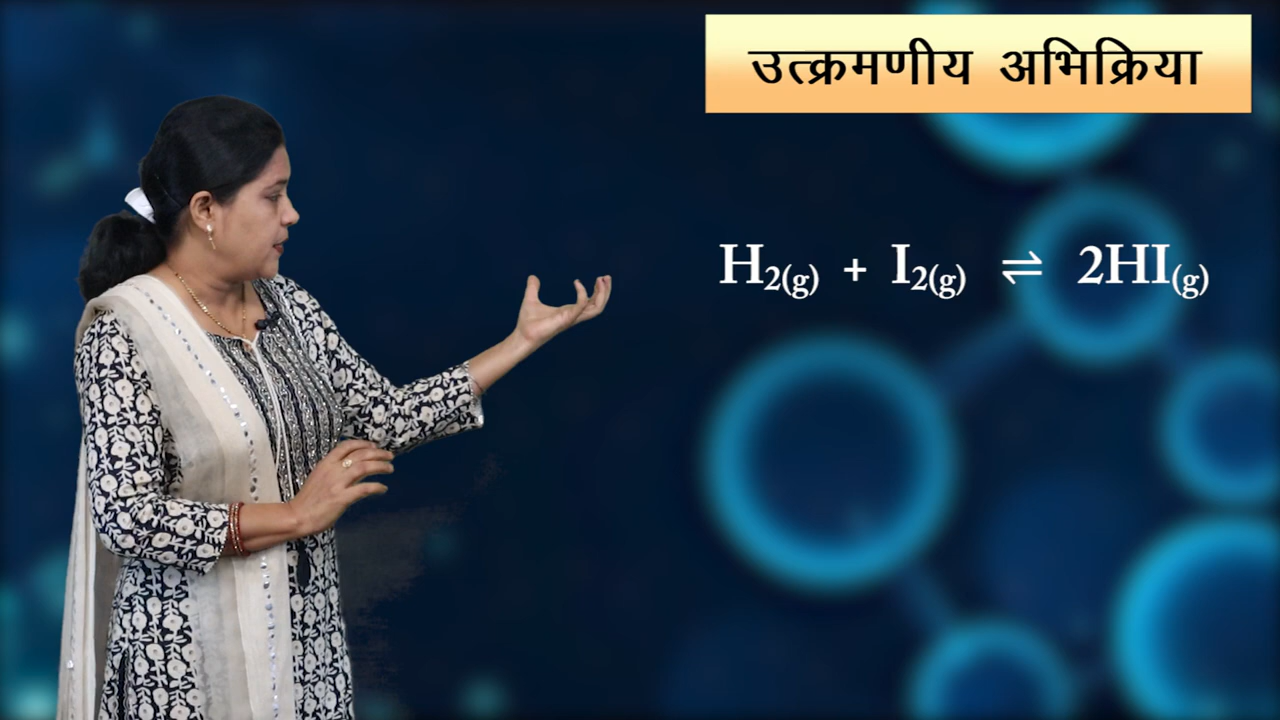 उत्क्रमणीय अभिक्रिया
H₂(g) + I₂(g) ⇌ 2HI(g)